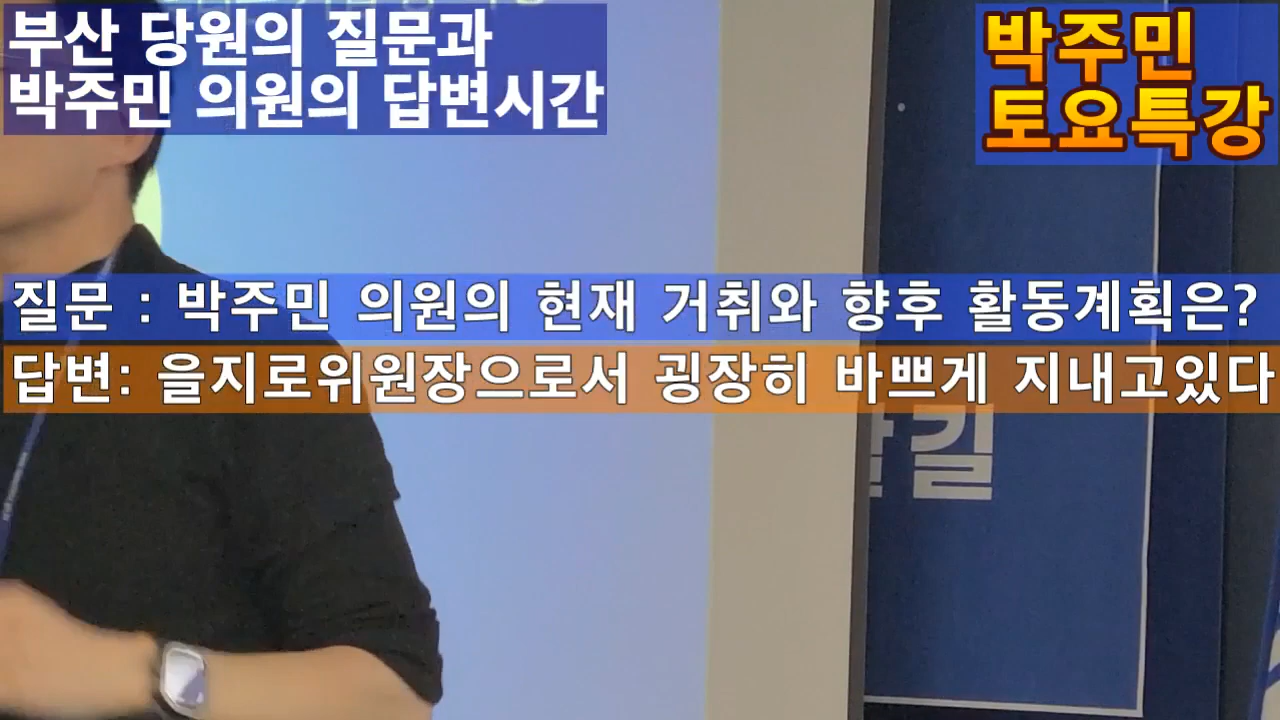 부산 당원의 질문과
박주민 의원의 답변시간
박주민
토요특강
질문 : 박주민 의원의 현재 거취와 향후 활동계획은?
답변: 을지로위원장으로서 굉장히 바쁘게 지내고있다
길